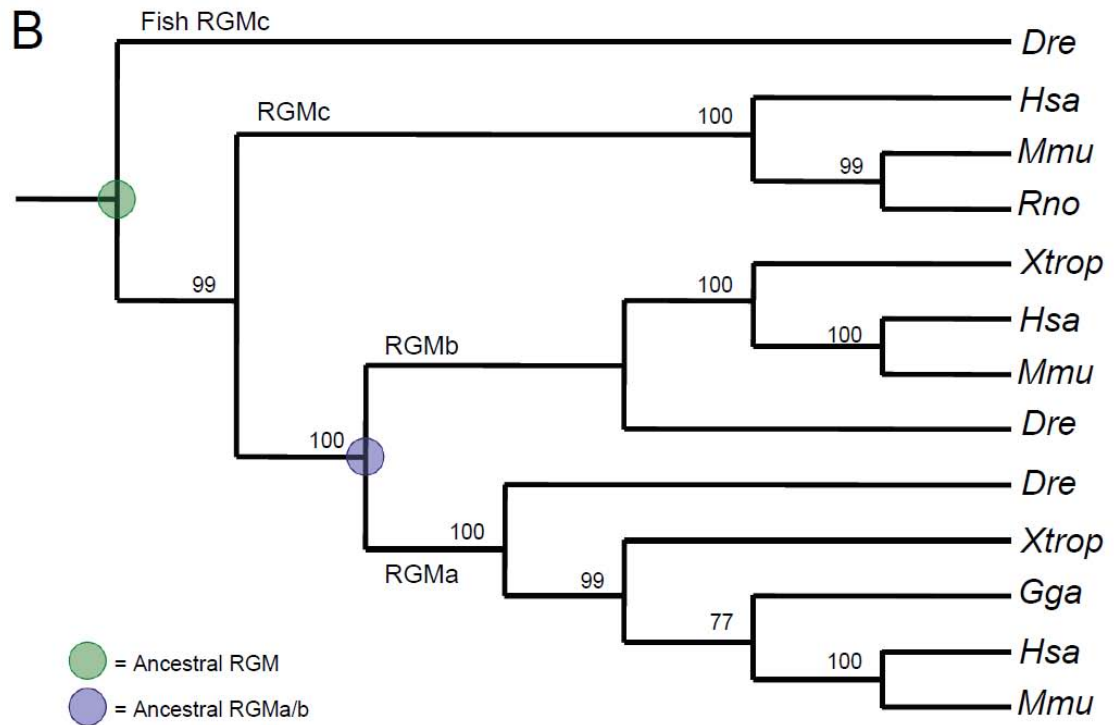 B
Fish RGMc
Dre
RGMc
100
Hsa
99
Mmu
Rno
99
100
Xtrop
RGMb
100
Hsa
Mmu
Dre
100
Dre
100
RGMa
99
Xtrop
77
Gga
100
Hsa
Mmu
= Ancestral RGM
= Ancestral RGMa/b